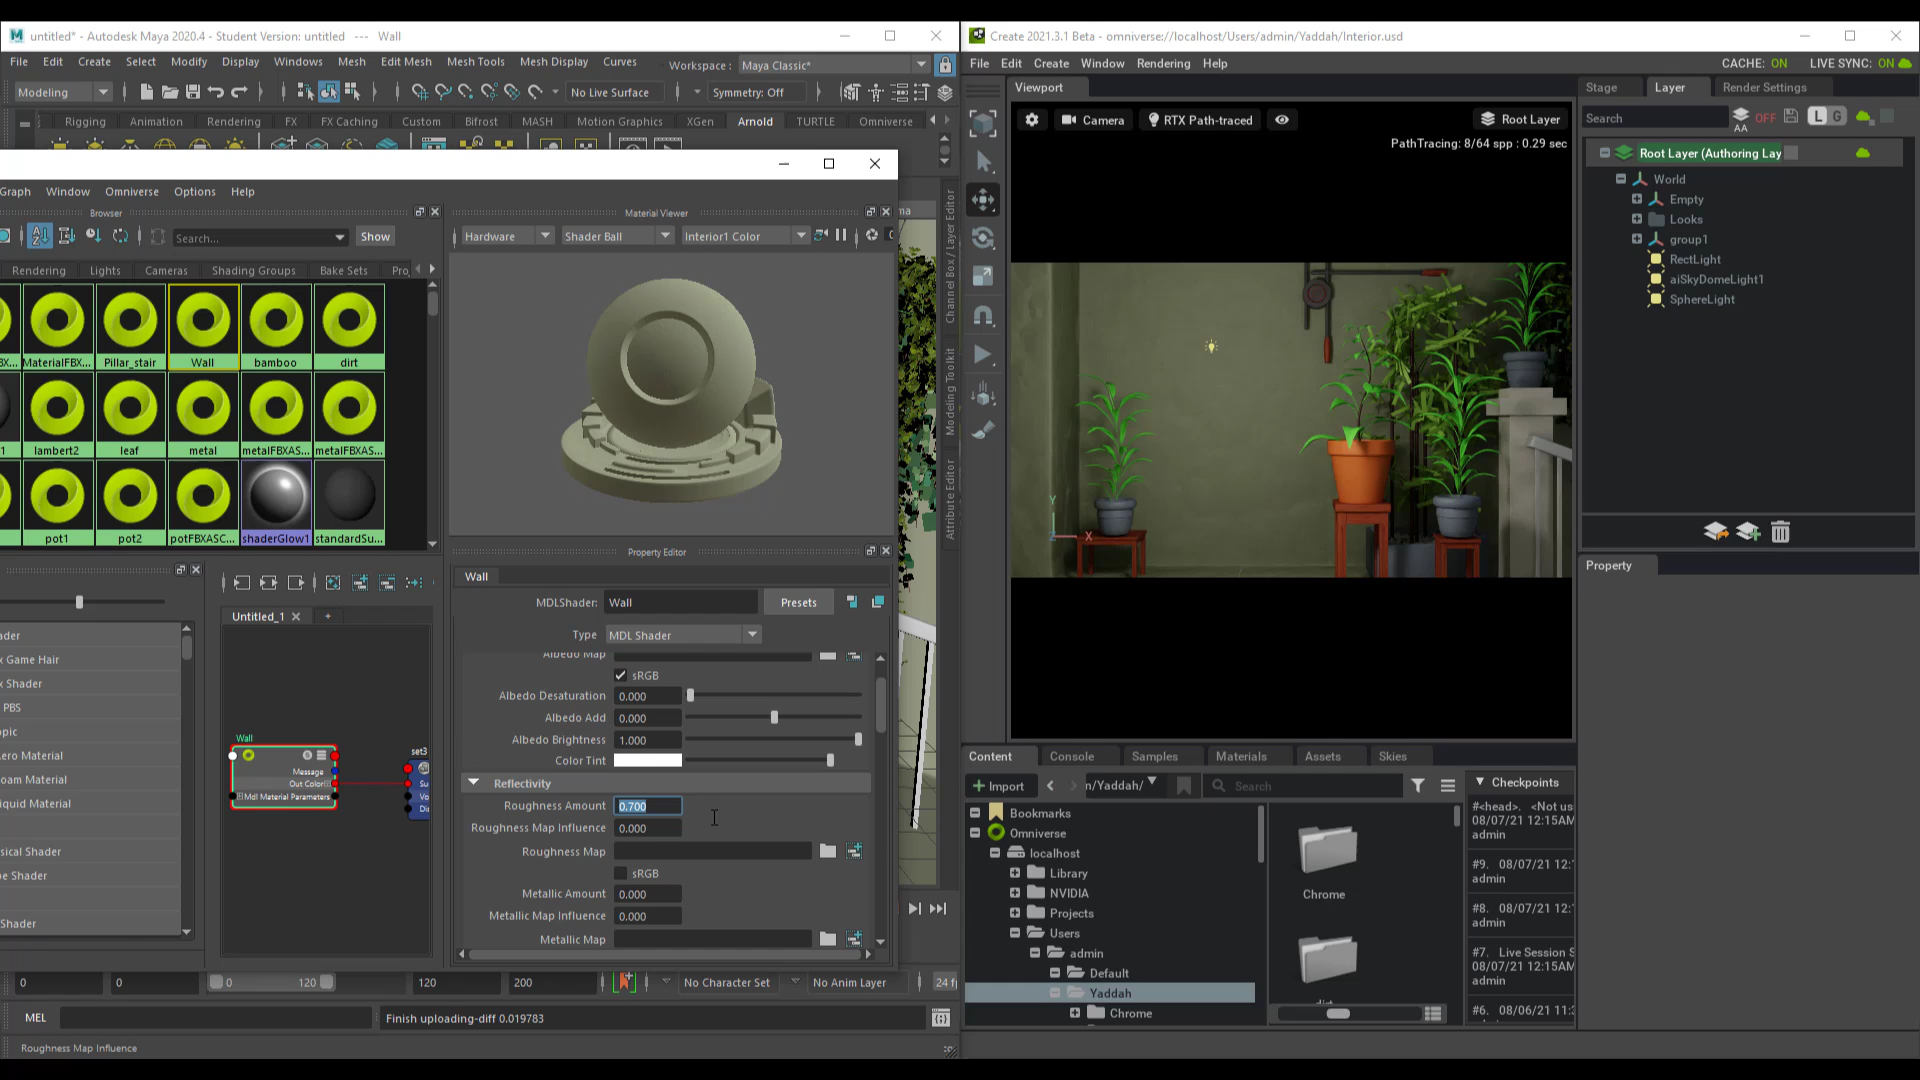 untitled* - Autodesk Maya 2020.4 - Student Version: untitled --- Wall
File Edit Create Select Modify Display Windows Mesh Edit Mesh Mesh Tools Mesh Display Curves Workspace : Maya Classic*
Modeling No Live Surface Symmetry: Off
Rigging Animation Rendering FX FX Caching Custom Bifrost MASH Motion Graphics XGen Arnold TURTLE Omniverse
Graph Window Omniverse Options Help
Browser
Search... Show
Rendering Lights Cameras Shading Groups Bake Sets Pro
MaterialFBX... Pillar_stair Wall bamboo dirt
lambert2 leaf metal metalFBXAS... metalFBXAS...
pot1 pot2 potFBXASC... shaderGlow1 standardSu...
Material Viewer
Hardware Shader Ball Interior1 Color
Channel Box / Layer Editor
Modeling Toolkit
Attribute Editor
Untitled_1 +
Wall
Message
Out Color
Mdl Material Parameters
set3
Su
Vo
Di
ader
x Game Hair
x Shader
PBS
opic
ero Material
oam Material
iquid Material
sical Shader
pe Shader
Shader
Property Editor
Wall
MDLShader: Wall Presets
Type MDL Shader
Albedo Map
sRGB
Albedo Desaturation 0.000
Albedo Add 0.000
Albedo Brightness 1.000
Color Tint
Reflectivity
Roughness Amount 0.700
Roughness Map Influence 0.000
Roughness Map
sRGB
Metallic Amount 0.000
Metallic Map Influence 0.000
Metallic Map
0 0 0 120 120 200 No Character Set No Anim Layer 24 f
MEL Finish uploading-diff 0.019783
Roughness Map Influence
Create 2021.3.1 Beta - omniverse://localhost/Users/admin/Yaddah/Interior.usd
File Edit Create Window Rendering Help CACHE: ON LIVE SYNC: ON
Viewport
Camera RTX Path-traced Root Layer
PathTracing: 8/64 spp : 0.29 sec
Y
Z X
Stage Layer Render Settings
Search AA OFF L G
Root Layer (Authoring Lay
World
Empty
Looks
group1
RectLight
aiSkyDomeLight1
SphereLight
Property
Content Console Samples Materials Assets Skies
+ Import n/Yaddah/ Search
Bookmarks
Omniverse
localhost
Library
NVIDIA
Projects
Users
admin
Default
Yaddah
Chrome
Chrome
dirt
Checkpoints
#<head>. <Not us
08/07/21 12:15AM
admin
#9. 08/07/21 12:
admin
#8. 08/07/21 12:
admin
#7. Live Session S
08/07/21 12:15AM
admin
#6. 08/06/21 11: